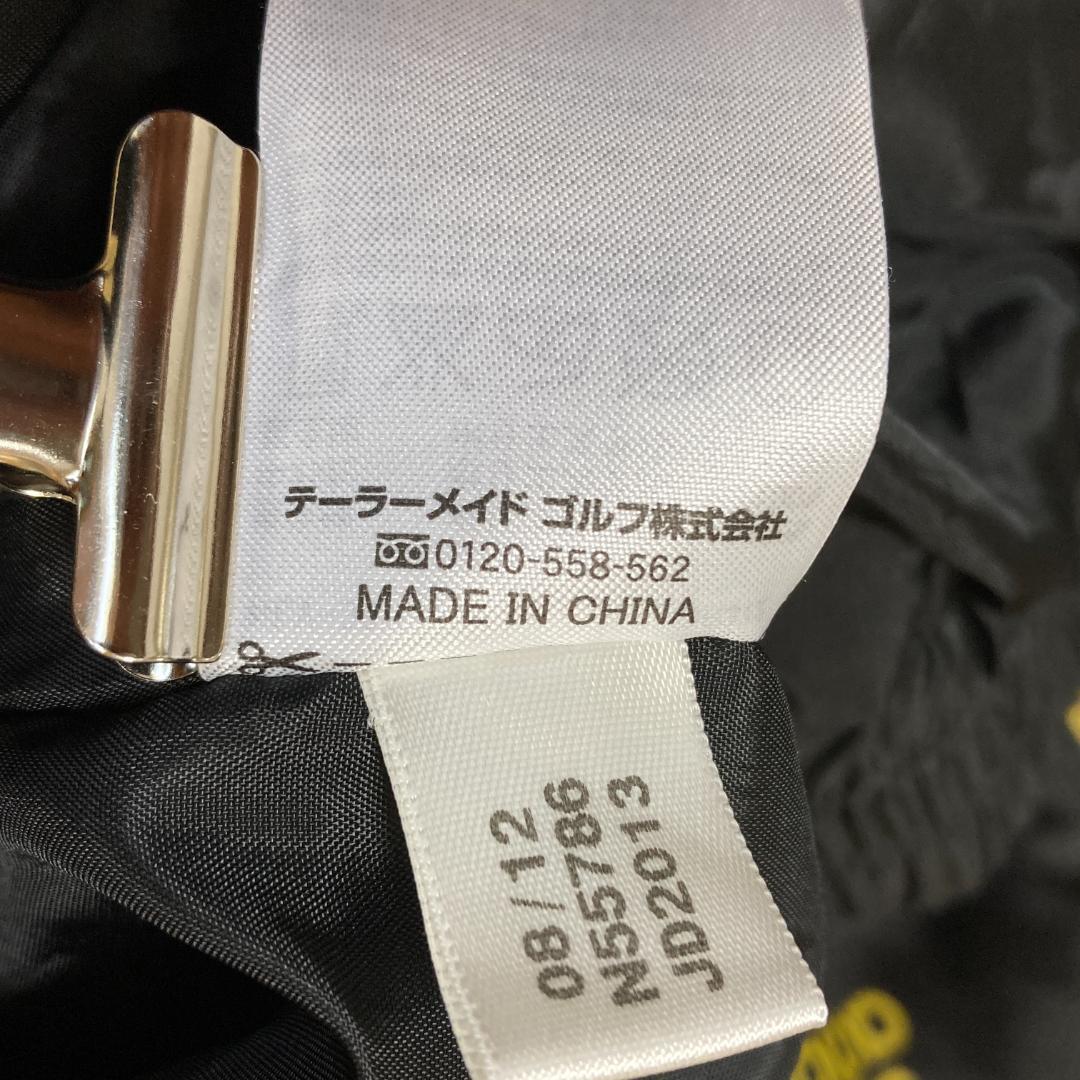 テーラーメイド ゴルフ株式会社
0120-558-562
MADE IN CHINA
08/12
N55786
JD2013